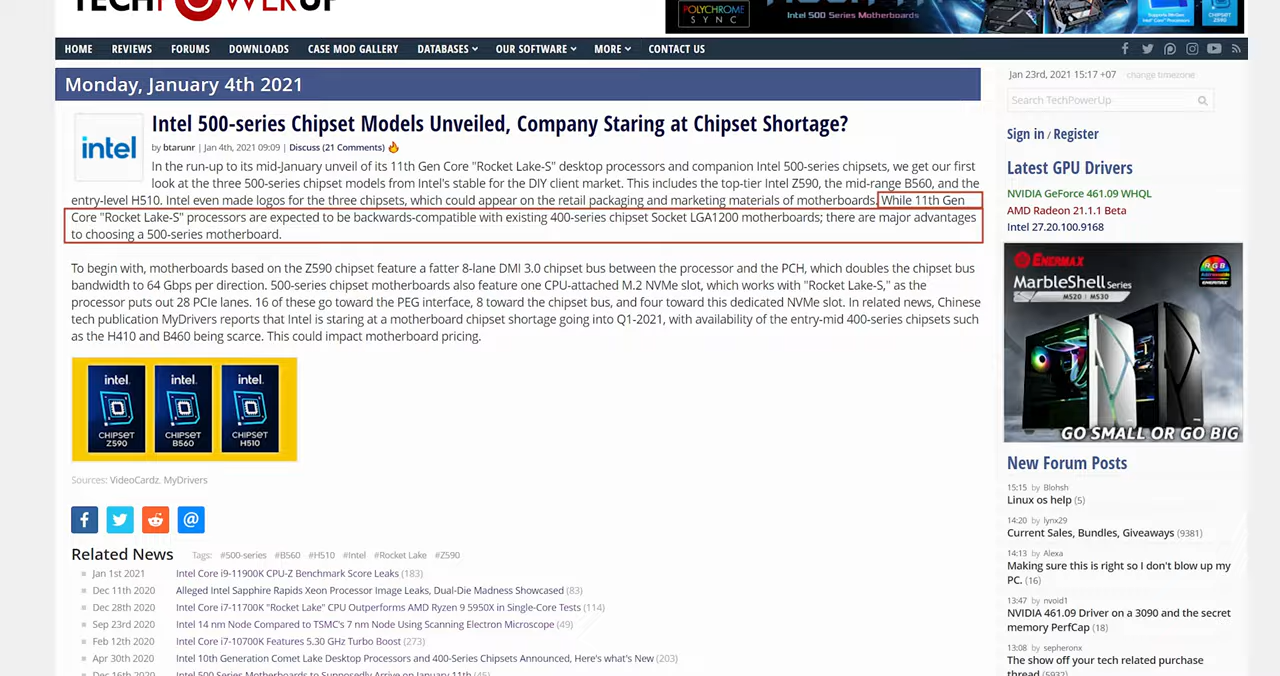 TECHPOWERUP
POLYCHROME
SYNC
Intel 500 Series Motherboards
CHIPSET
Z590
HOME REVIEWS FORUMS DOWNLOADS CASE MOD GALLERY DATABASES OUR SOFTWARE MORE CONTACT US
Monday, January 4th 2021
Jan 23rd, 2021 15:17 +07 change timezone
Search TechPowerUp
Sign in / Register
intel
Intel 500-series Chipset Models Unveiled, Company Staring at Chipset Shortage?
by btarunr | Jan 4th, 2021 09:09 | Discuss (21 Comments)
In the run-up to its mid-January unveil of its 11th Gen Core "Rocket Lake-S" desktop processors and companion Intel 500-series chipsets, we get our first
look at the three 500-series chipset models from Intel's stable for the DIY client market. This includes the top-tier Intel Z590, the mid-range B560, and the
entry-level H510. Intel even made logos for the three chipsets, which could appear on the retail packaging and marketing materials of motherboards. While 11th Gen
Core "Rocket Lake-S" processors are expected to be backwards-compatible with existing 400-series chipset Socket LGA1200 motherboards; there are major advantages
to choosing a 500-series motherboard.
To begin with, motherboards based on the Z590 chipset feature a fatter 8-lane DMI 3.0 chipset bus between the processor and the PCH, which doubles the chipset bus
bandwidth to 64 Gbps per direction. 500-series chipset motherboards also feature one CPU-attached M.2 NVMe slot, which works with "Rocket Lake-S," as the
processor puts out 28 PCIe lanes. 16 of these go toward the PEG interface, 8 toward the chipset bus, and four toward this dedicated NVMe slot. In related news, Chinese
tech publication MyDrivers reports that Intel is staring at a motherboard chipset shortage going into Q1-2021, with availability of the entry-mid 400-series chipsets such
as the H410 and B460 being scarce. This could impact motherboard pricing.
intel. intel. intel.
CHIPSET CHIPSET CHIPSET
Z590 B560 H510
Sources: VideoCardz, MyDrivers
Related News Tags: #500-series #B560 #H510 #Intel #Rocket Lake #Z590
Jan 1st 2021 Intel Core i9-11900K CPU-Z Benchmark Score Leaks (183)
Dec 11th 2020 Alleged Intel Sapphire Rapids Xeon Processor Image Leaks, Dual-Die Madness Showcased (83)
Dec 28th 2020 Intel Core i7-11700K "Rocket Lake" CPU Outperforms AMD Ryzen 9 5950X in Single-Core Tests (114)
Sep 23rd 2020 Intel 14 nm Node Compared to TSMC's 7 nm Node Using Scanning Electron Microscope (49)
Feb 12th 2020 Intel Core i7-10700K Features 5.30 GHz Turbo Boost (273)
Apr 30th 2020 Intel 10th Generation Comet Lake Desktop Processors and 400-Series Chipsets Announced, Here's what's New (203)
Dec 16th 2020 Intel 500 Series Motherboards to Supposedly Arrive on January 11th (45)
Latest GPU Drivers
NVIDIA GeForce 461.09 WHQL
AMD Radeon 21.1.1 Beta
Intel 27.20.100.9168
ENERMAX
MarbleShell Series
MS20 | MS30
RGB
GO SMALL OR GO BIG
New Forum Posts
15:15 by Blohsh
Linux os help (5)
14:20 by lynx29
Current Sales, Bundles, Giveaways (9381)
14:13 by Alexa
Making sure this is right so I don't blow up my
PC. (16)
13:47 by nvoid1
NVIDIA 461.09 Driver on a 3090 and the secret
memory PerfCap (18)
13:08 by sepheronx
The show off your tech related purchase
thread (5932)